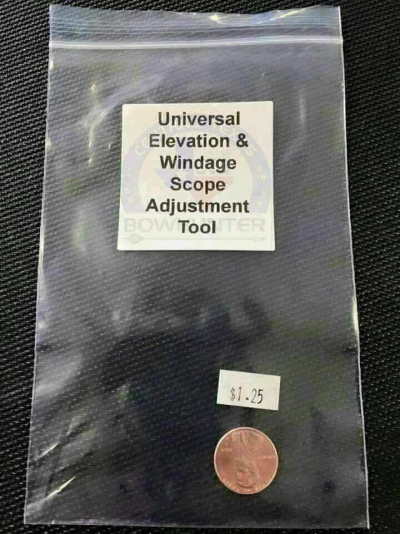 Universal
Elevation &
Windage
Scope
Adjustment
Tool
BOWHUNTER
$1.25